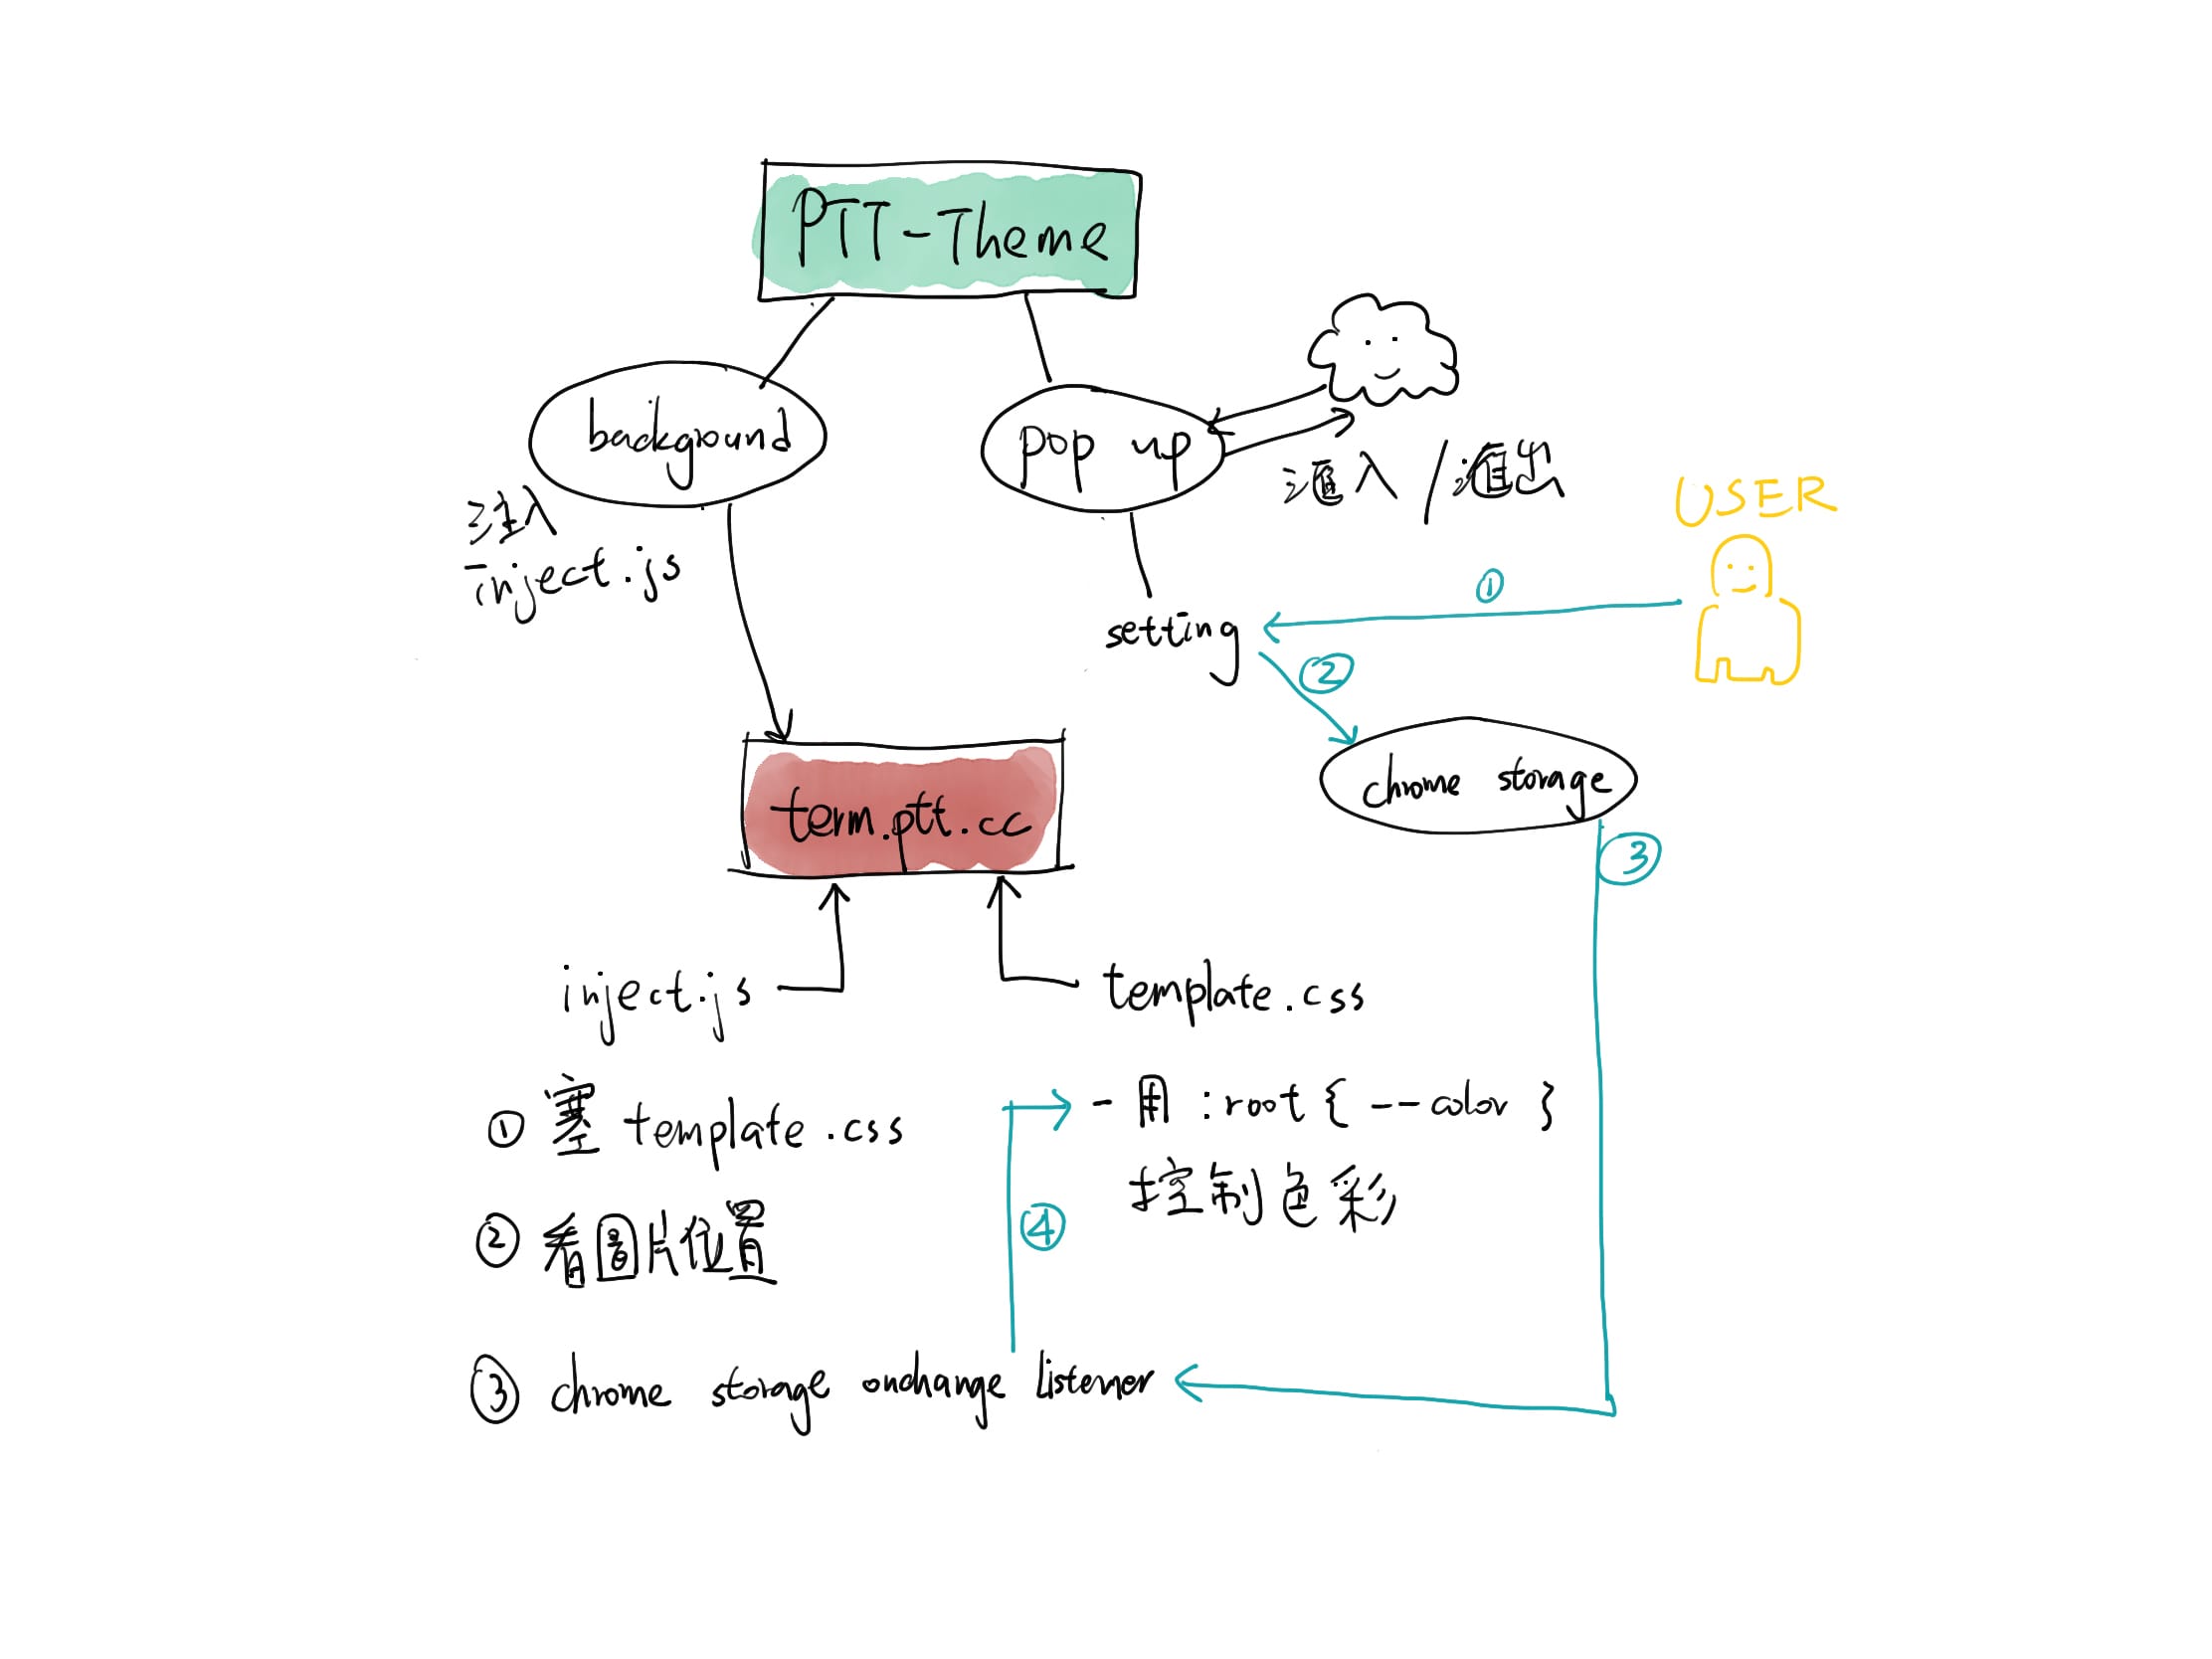 PTT-Theme
background
pop up
匯入/匯出
注入
inject.js
USER
①
setting
②
chrome storage
③
term.ptt.cc
inject.js
template.css
① 塞 template.css
- 用 :root{ --color }
控制色彩
② 看圖片位置
④
③ chrome storage onchange listener